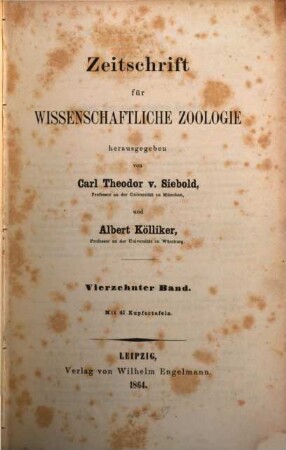 Zeitschrift
für
WISSENSCHAFTLICHE ZOOLOGIE
herausgegeben
von
Carl Theodor v. Siebold,
Professor an der Universität zu München,
und
Albert Kölliker,
Professor an der Universität zu Würzburg
Vierzehnter Band.
Mit 42 Kupfertafeln.
LEIPZIG,
Verlag von Wilhelm Engelmann
1864.